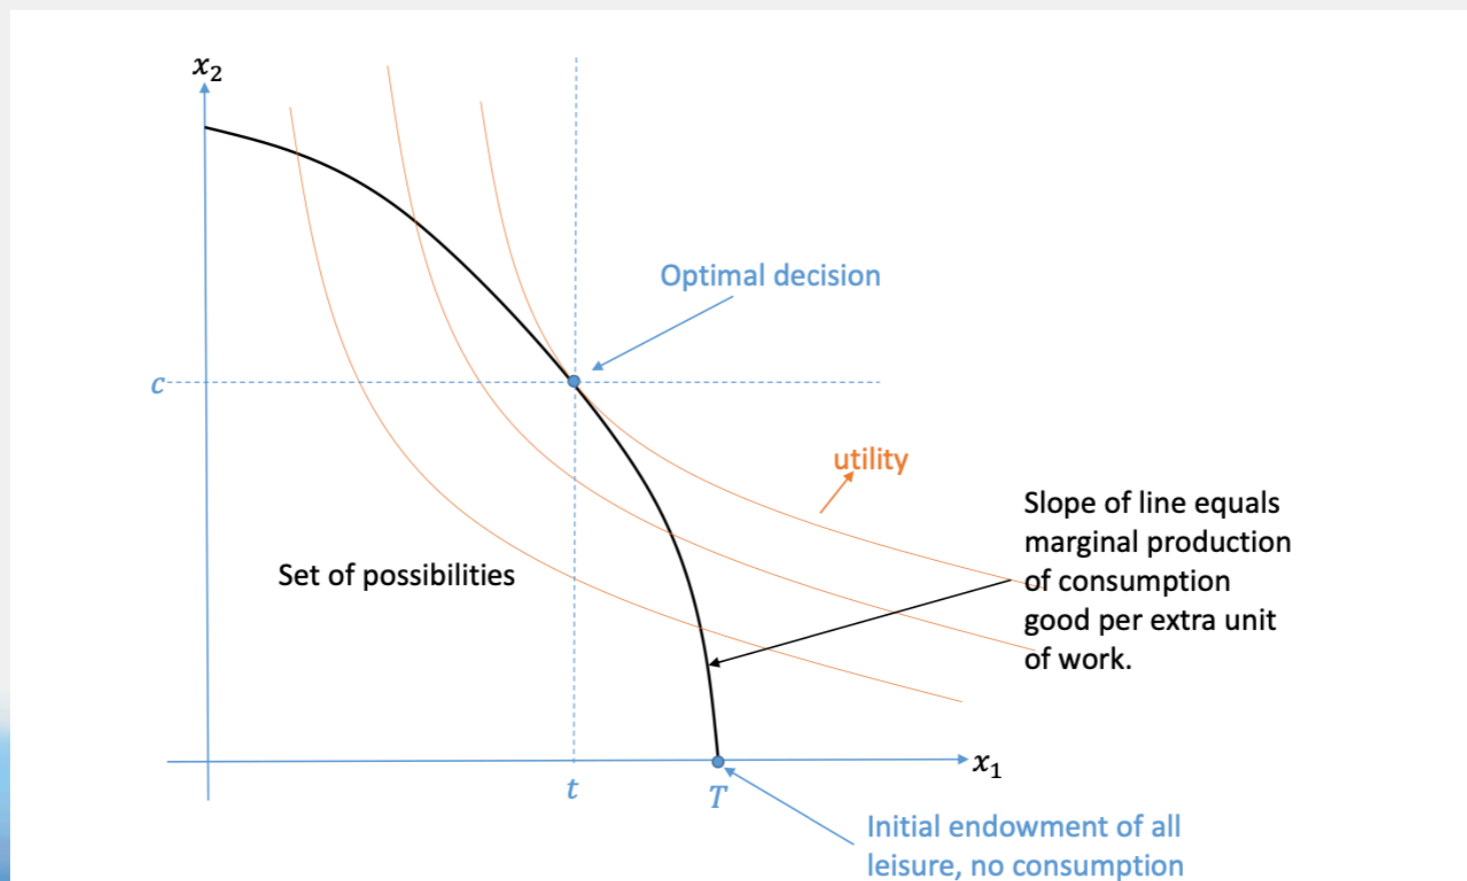 x₂
Optimal decision
c
utility
Slope of line equals
marginal production
of consumption
good per extra unit
of work.
Set of possibilities
x₁
t
T
Initial endowment of all
leisure, no consumption